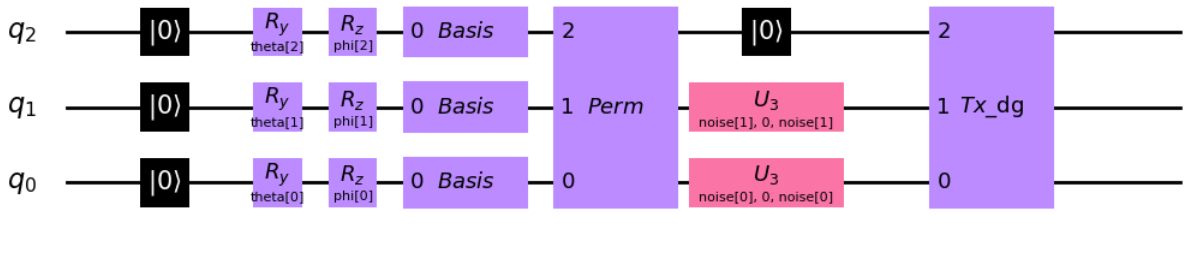 q2 |0⟩ Ry theta[2] Rz phi[2] 0 Basis 2 |0⟩ 2
q1 |0⟩ Ry theta[1] Rz phi[1] 0 Basis 1 Perm U3 noise[1], 0, noise[1] 1 Tx_dg
q0 |0⟩ Ry theta[0] Rz phi[0] 0 Basis 0 U3 noise[0], 0, noise[0] 0